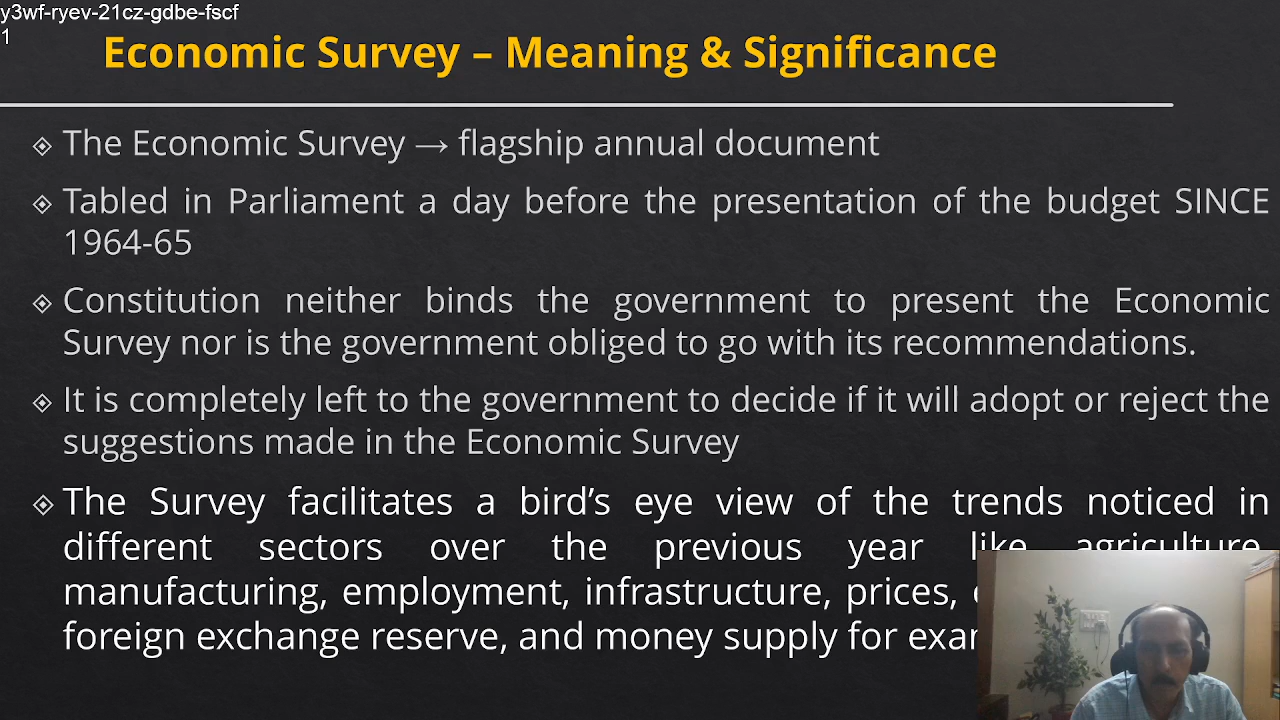 y3wf-ryev-21cz-gdbe-fscf
1
Economic Survey – Meaning & Significance
The Economic Survey → flagship annual document
Tabled in Parliament a day before the presentation of the budget SINCE
1964-65
Constitution neither binds the government to present the Economic
Survey nor is the government obliged to go with its recommendations.
It is completely left to the government to decide if it will adopt or reject the
suggestions made in the Economic Survey
The Survey facilitates a bird’s eye view of the trends noticed in
different sectors over the previous year like agriculture,
manufacturing, employment, infrastructure, prices,
foreign exchange reserve, and money supply for